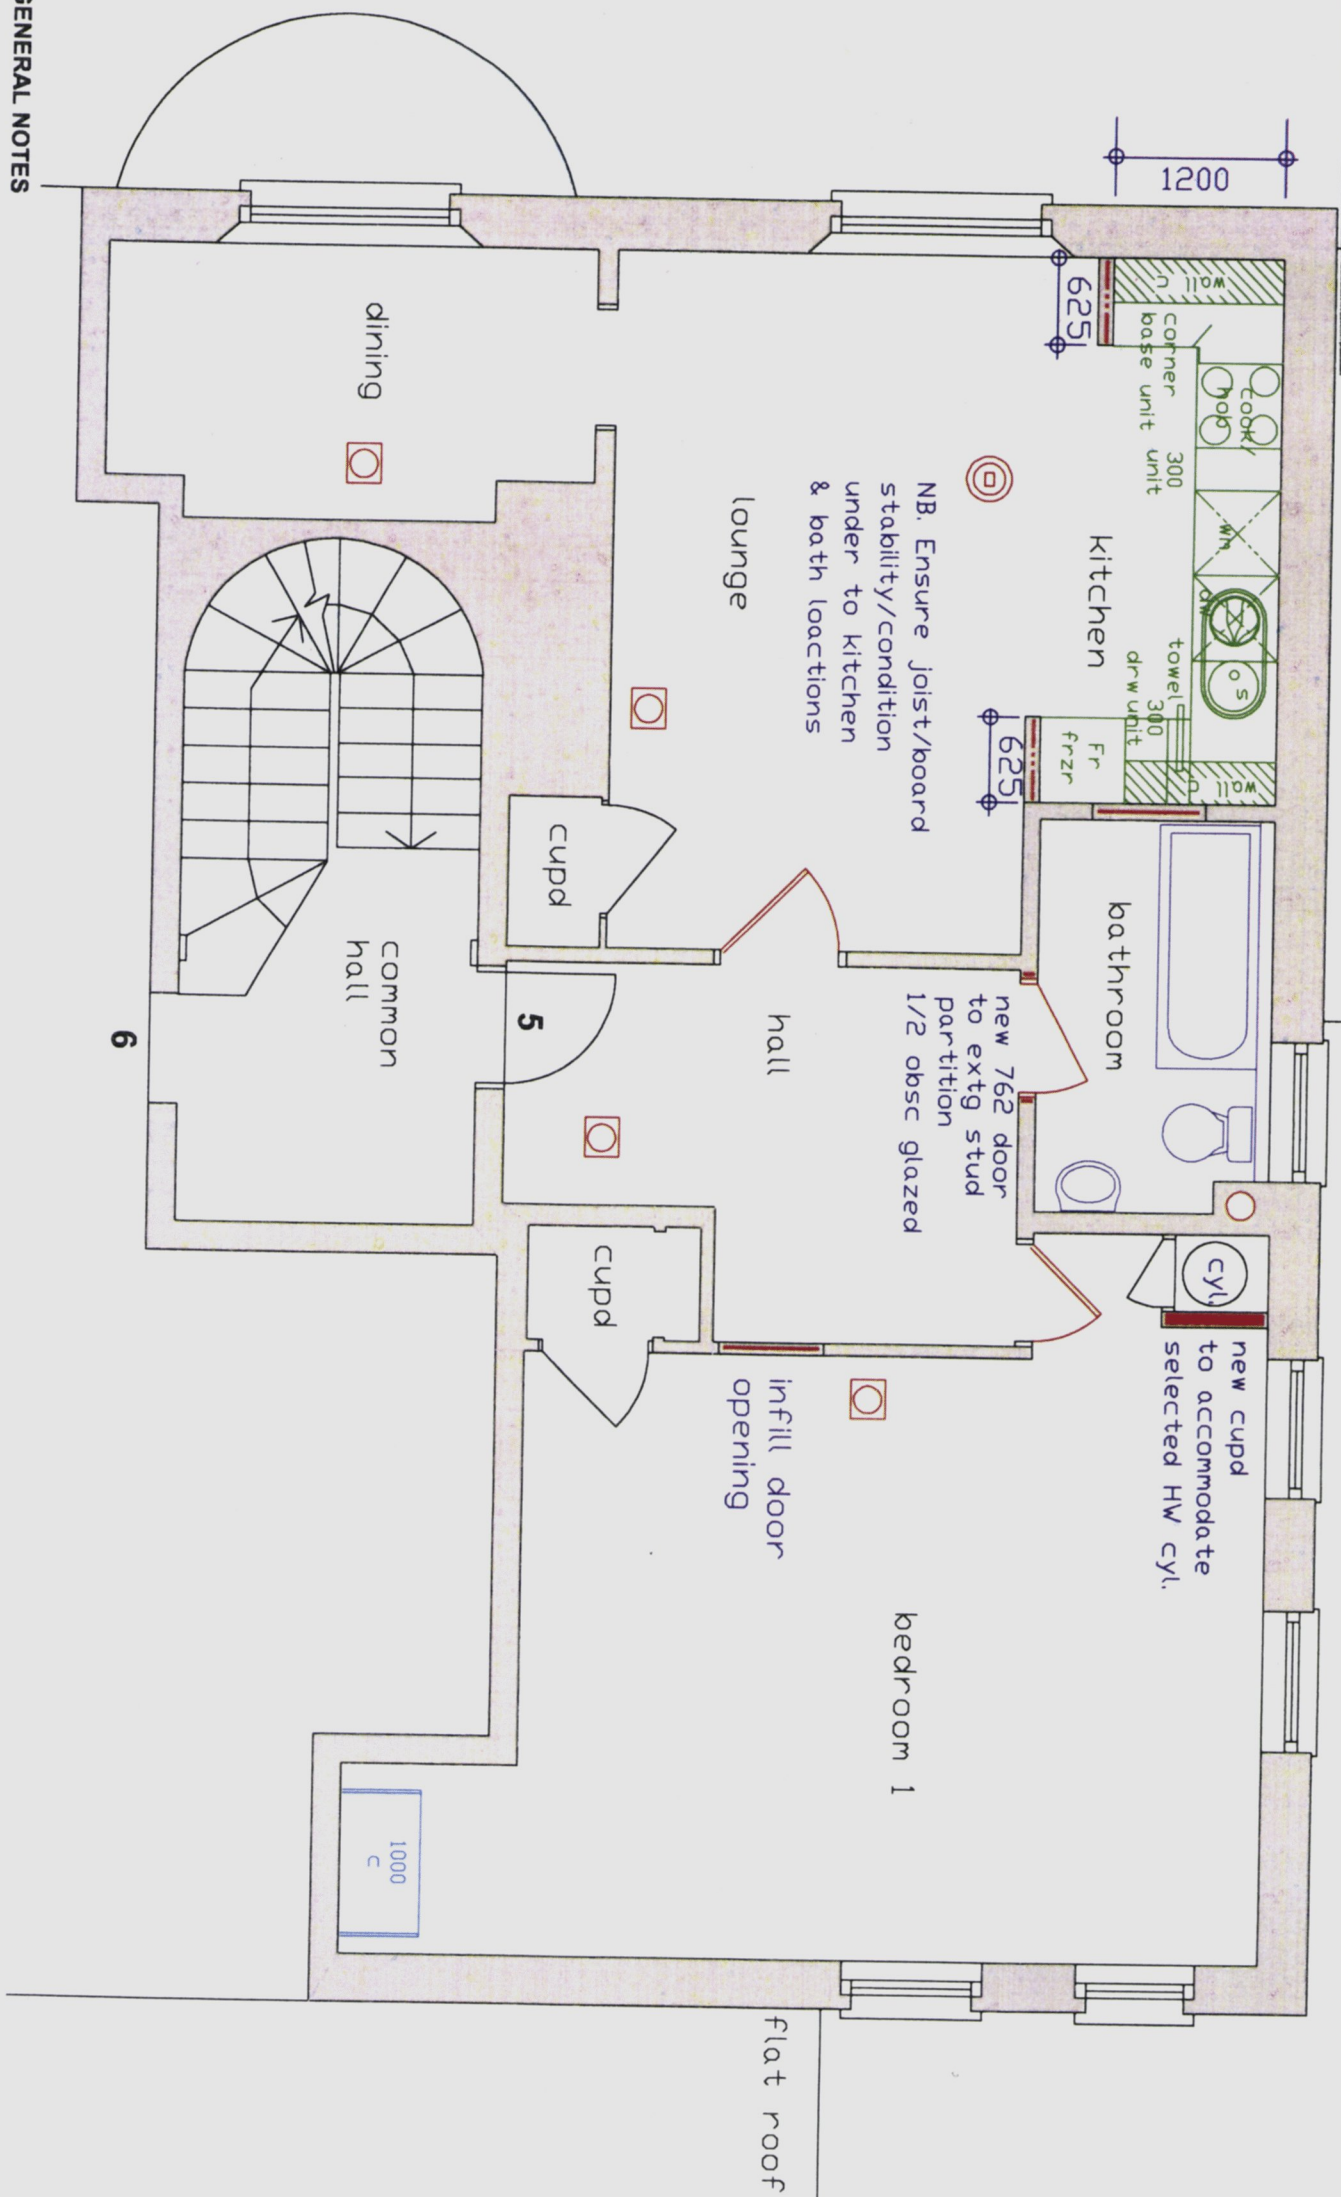 GENERAL NOTES
1200
wall
u
corner
base unit
300
unit
cook/
hob
wm
dw
o s
towel
300
drw unit
wall
u
Fr
frzr
625
625
kitchen
NB. Ensure joist/board
stability/condition
under to kitchen
& bath loactions
lounge
dining
cupd
common
hall
5
6
hall
bathroom
new 762 door
to extg stud
partition
1/2 obsc glazed
cyl.
new cupd
to accommodate
selected HW cyl.
cupd
infill door
opening
bedroom 1
1000
c
flat roof